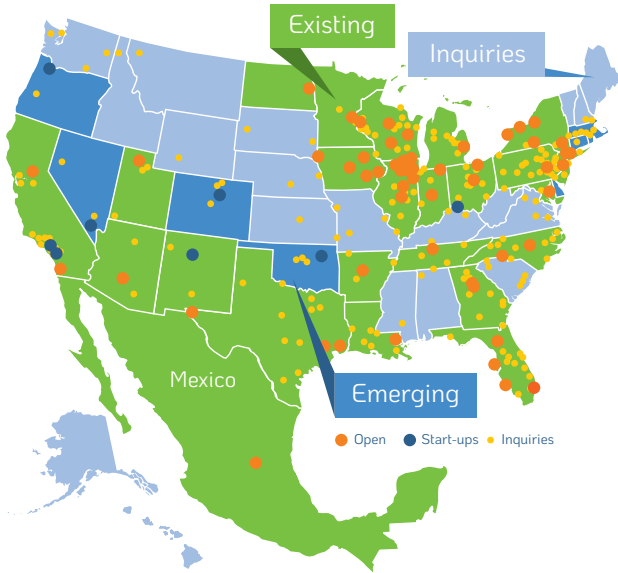 Existing
Inquiries
Mexico
Emerging
Open
Start-ups
Inquiries